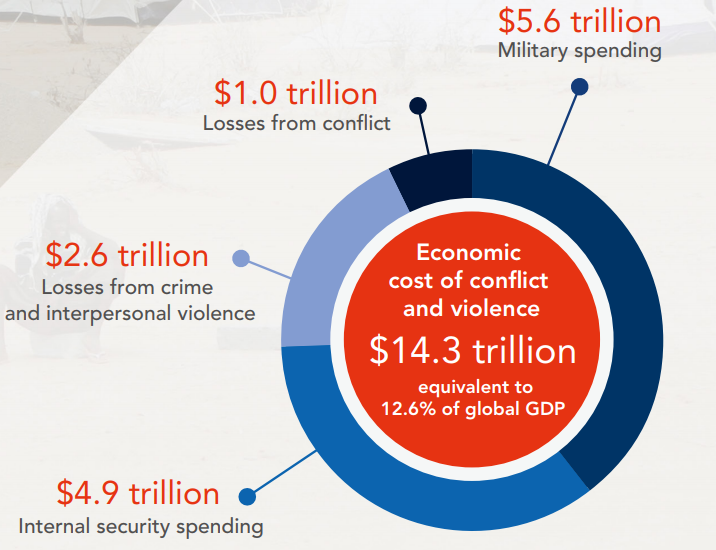 $5.6 trillion
Military spending
$1.0 trillion
Losses from conflict
$2.6 trillion
Losses from crime
and interpersonal violence
Economic
cost of conflict
and violence
$14.3 trillion
equivalent to
12.6% of global GDP
$4.9 trillion
Internal security spending